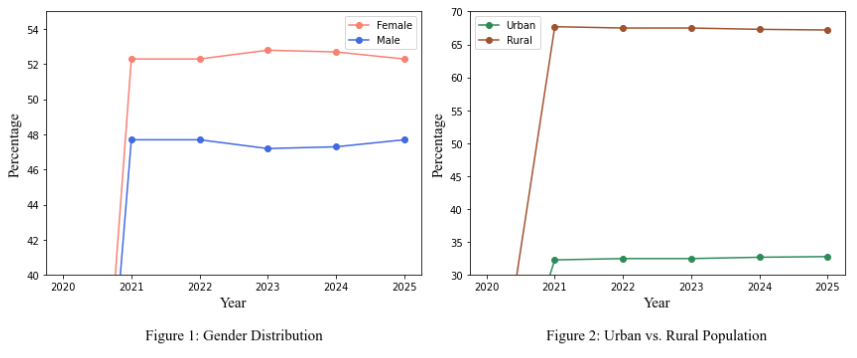 Female
Male
54
52
50
48
46
44
42
40
Percentage
2020 2021 2022 2023 2024 2025
Year
Figure 1: Gender Distribution
Urban
Rural
70
65
60
55
50
45
40
35
30
Percentage
2020 2021 2022 2023 2024 2025
Year
Figure 2: Urban vs. Rural Population